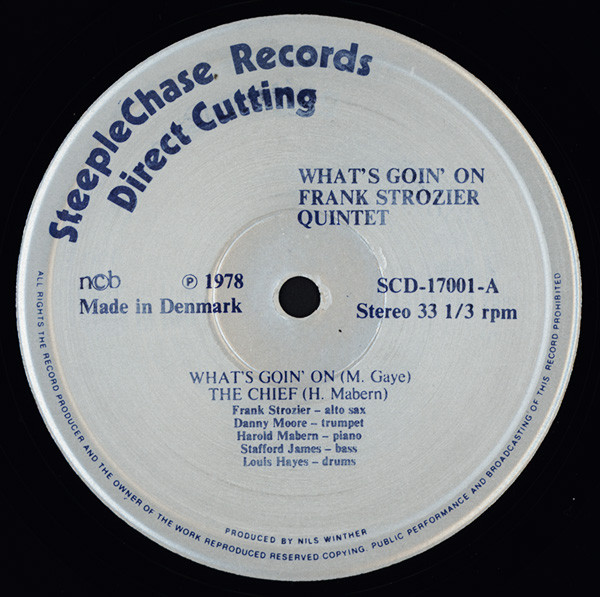 SteepleChase Records
Direct Cutting
WHAT'S GOIN' ON
FRANK STROZIER
QUINTET
ncb
Ⓟ 1978
Made in Denmark
SCD-17001-A
Stereo 33 1/3 rpm
WHAT'S GOIN' ON (M. Gaye)
THE CHIEF (H. Mabern)
Frank Strozier – alto sax
Danny Moore – trumpet
Harold Mabern – piano
Stafford James – bass
Louis Hayes – drums
PRODUCED BY NILS WINTHER
ALL RIGHTS THE RECORD PRODUCER AND THE OWNER OF THE WORK REPRODUCED RESERVED COPYING. PUBLIC PERFORMANCE AND BROADCASTING OF THIS RECORD PROHIBITED